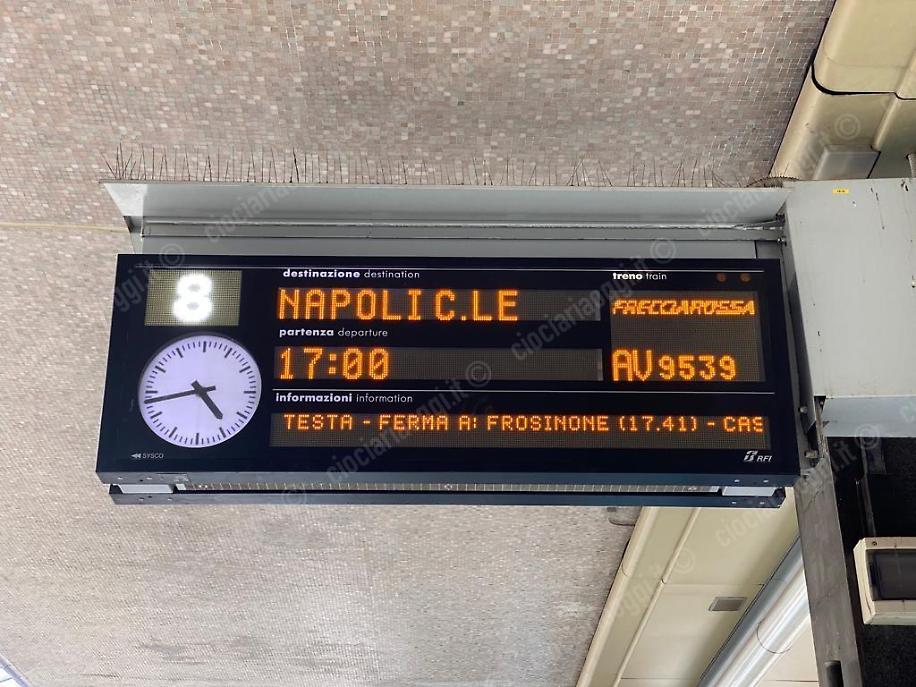 8
destinazione destination
treno train
NAPOLI C.LE
FRECCIAROSSA
partenza departure
17:00
AV 9539
informazioni information
TESTA - FERMA A: FROSINONE (17.41) - CAS
SYSCO
RFI
ciociariaoggi.it ©